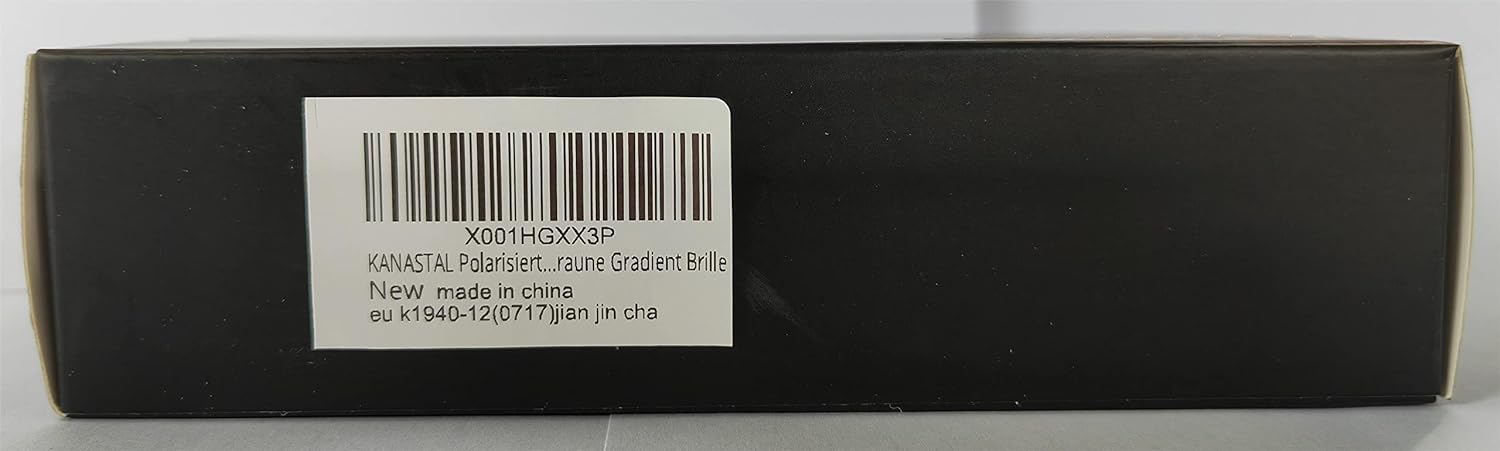 X001HGXX3P
KANASTAL Polarisiert...raune Gradient Brille
New made in china
eu k1940-12(0717)jian jin cha